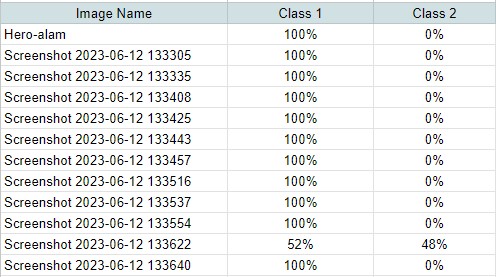 Image Name Class 1 Class 2
Hero-alam 100% 0%
Screenshot 2023-06-12 133305 100% 0%
Screenshot 2023-06-12 133335 100% 0%
Screenshot 2023-06-12 133408 100% 0%
Screenshot 2023-06-12 133425 100% 0%
Screenshot 2023-06-12 133443 100% 0%
Screenshot 2023-06-12 133457 100% 0%
Screenshot 2023-06-12 133516 100% 0%
Screenshot 2023-06-12 133537 100% 0%
Screenshot 2023-06-12 133554 100% 0%
Screenshot 2023-06-12 133622 52% 48%
Screenshot 2023-06-12 133640 100% 0%